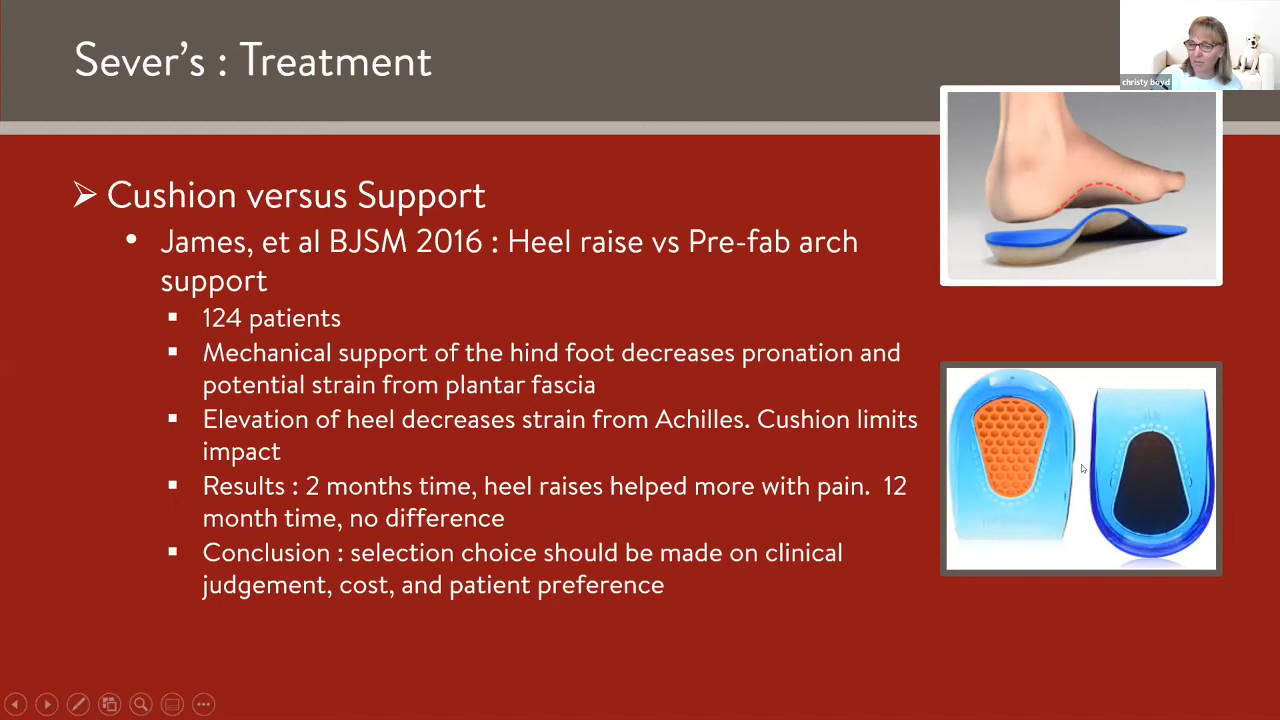 Sever's : Treatment
christy boyd
➢ Cushion versus Support
• James, et al BJSM 2016 : Heel raise vs Pre-fab arch
support
▪ 124 patients
▪ Mechanical support of the hind foot decreases pronation and
potential strain from plantar fascia
▪ Elevation of heel decreases strain from Achilles. Cushion limits
impact
▪ Results : 2 months time, heel raises helped more with pain. 12
month time, no difference
▪ Conclusion : selection choice should be made on clinical
judgement, cost, and patient preference